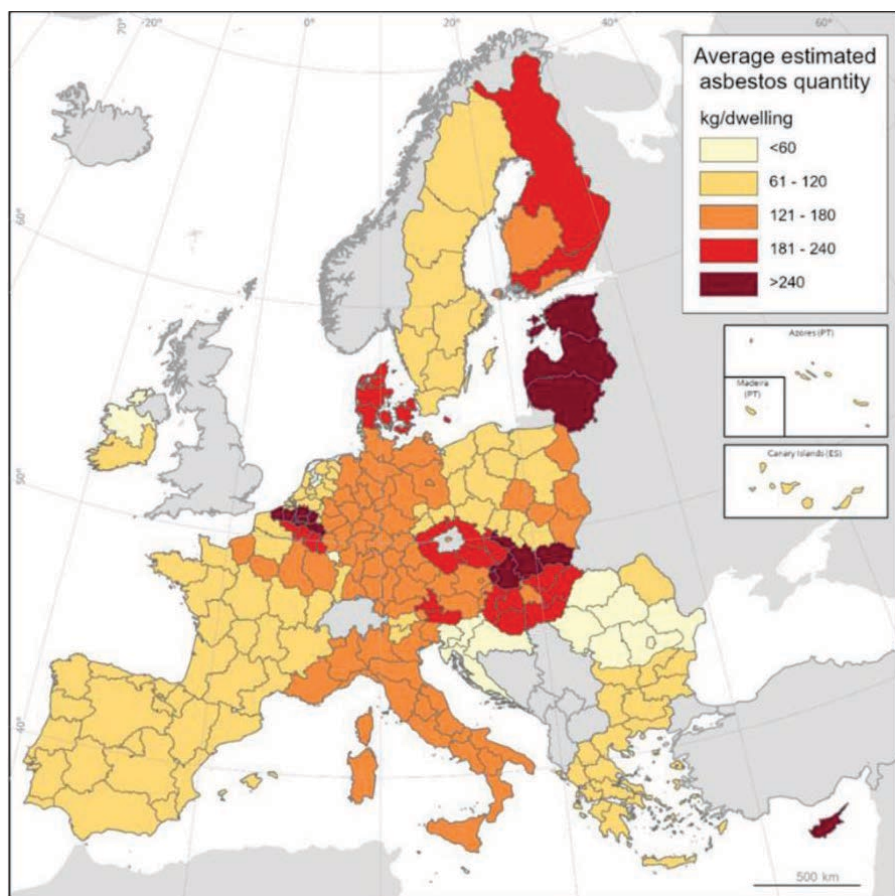 70°
-20°
0°
20°
40°
60°
60°
50°
40°
Average estimated
asbestos quantity
kg/dwelling
<60
61 - 120
121 - 180
181 - 240
>240
Azores (PT)
Madeira
(PT)
Canary Islands (ES)
500 km